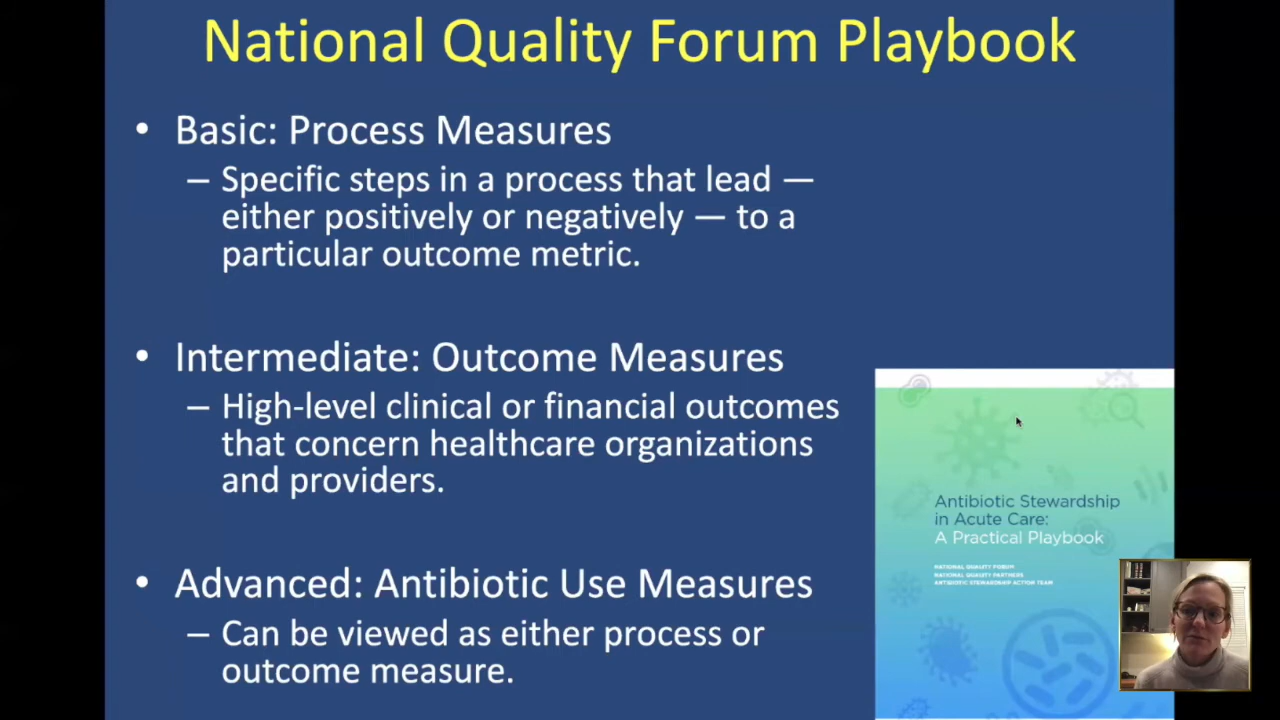 National Quality Forum Playbook
• Basic: Process Measures
– Specific steps in a process that lead —
either positively or negatively — to a
particular outcome metric.
• Intermediate: Outcome Measures
– High-level clinical or financial outcomes
that concern healthcare organizations
and providers.
• Advanced: Antibiotic Use Measures
– Can be viewed as either process or
outcome measure.
Antibiotic Stewardship
in Acute Care:
A Practical Playbook
NATIONAL QUALITY FORUM
NATIONAL QUALITY PARTNERS
ANTIBIOTIC STEWARDSHIP ACTION TEAM